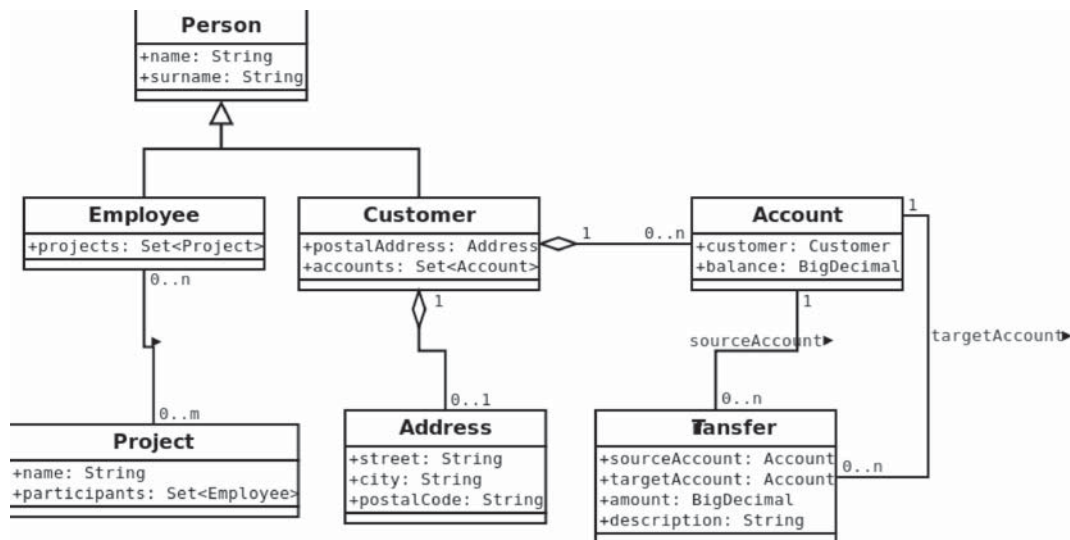 Person
+name: String
+surname: String
Employee
+projects: Set<Project>
0..n
Customer
+postalAddress: Address
+accounts: Set<Account>
1
0..n
1
Account
+customer: Customer
+balance: BigDecimal
1
1
sourceAccount
targetAccount
0..m
0..1
0..n
Project
+name: String
+participants: Set<Employee>
Address
+street: String
+city: String
+postalCode: String
Tansfer
+sourceAccount: Account
+targetAccount: Account
+amount: BigDecimal
+description: String
0..n